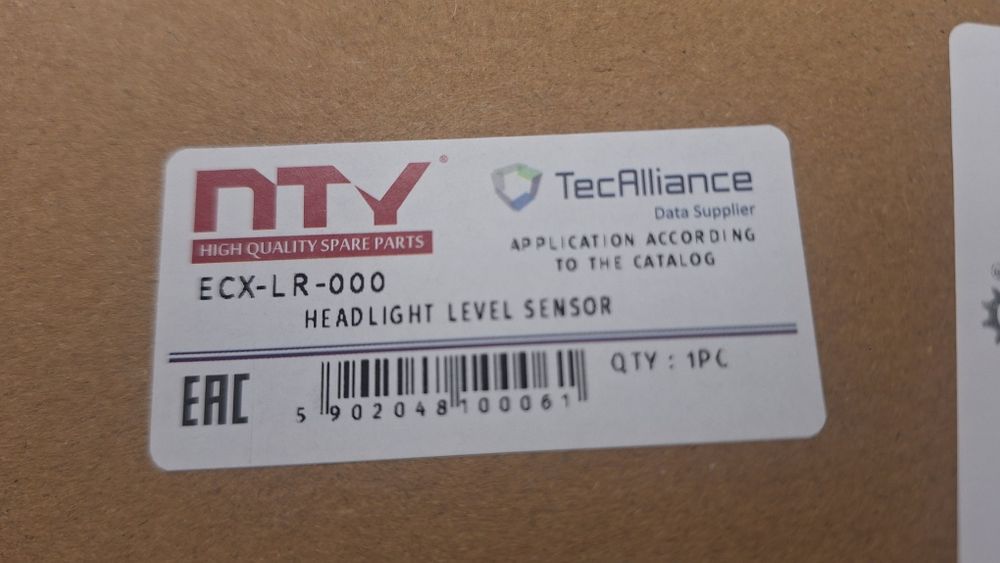 NTY®
HIGH QUALITY SPARE PARTS
TecAlliance
Data Supplier
APPLICATION ACCORDING
TO THE CATALOG
ECX-LR-000
HEADLIGHT LEVEL SENSOR
EAC
5 902048 100061
QTY : 1PC